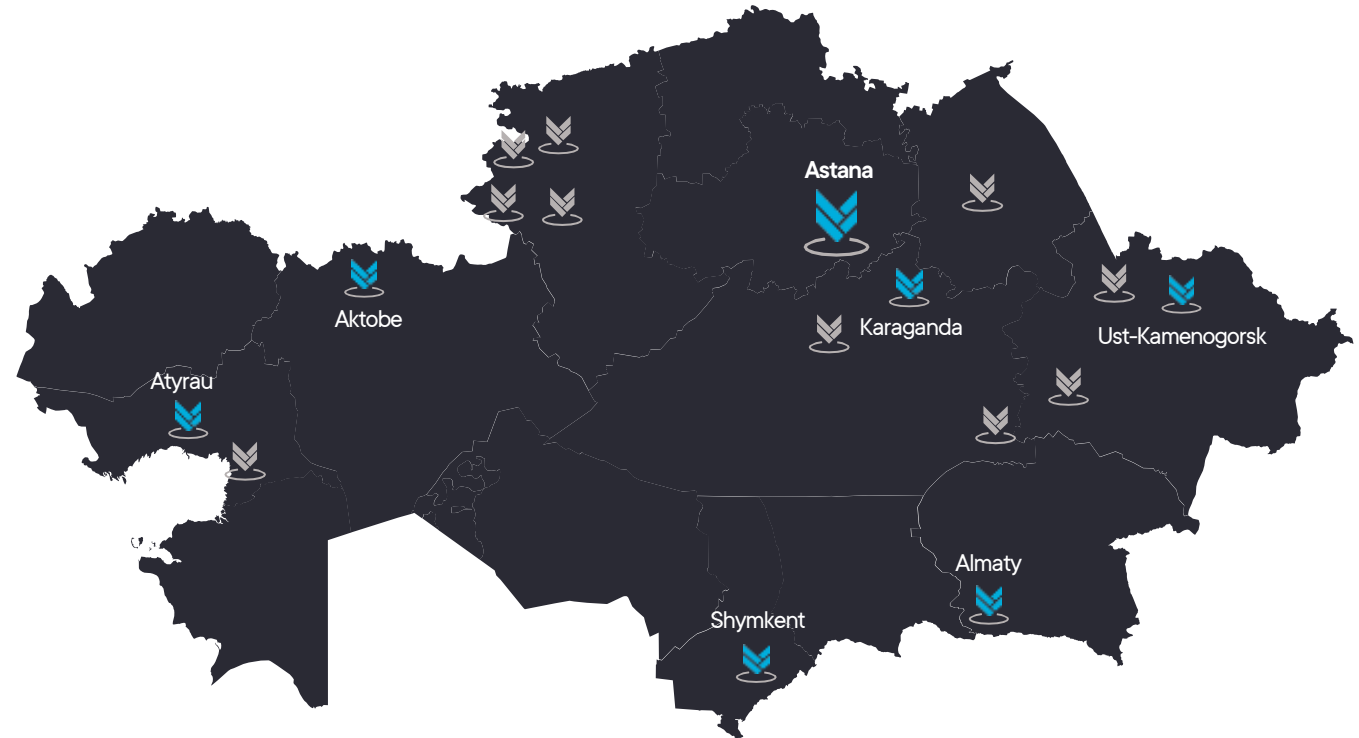 Astana
Aktobe
Karaganda
Ust-Kamenogorsk
Atyrau
Almaty
Shymkent